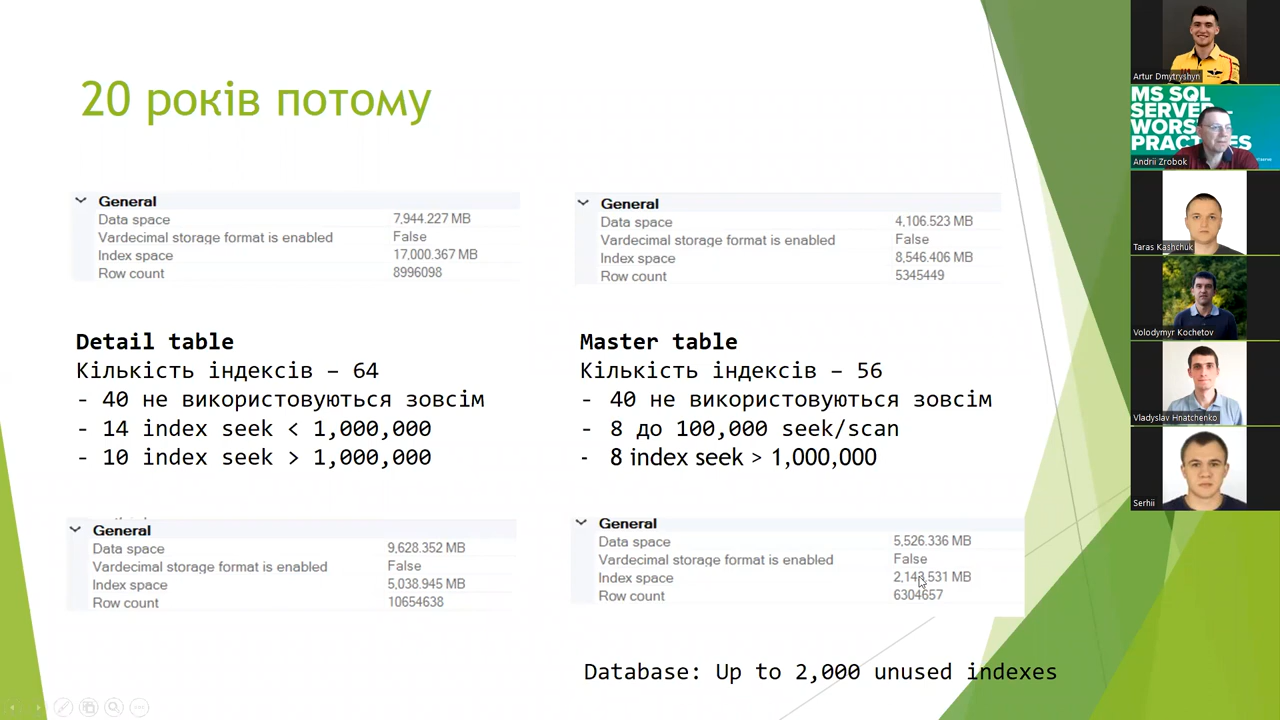 20 років потому
General
Data space 7,944.227 MB
Vardecimal storage format is enabled False
Index space 17,000.367 MB
Row count 8996098
General
Data space 4,106.523 MB
Vardecimal storage format is enabled False
Index space 8,546.406 MB
Row count 5345449
Detail table
Кількість індексів – 64
- 40 не використовуються зовсім
- 14 index seek < 1,000,000
- 10 index seek > 1,000,000
Master table
Кількість індексів – 56
- 40 не використовуються зовсім
- 8 до 100,000 seek/scan
- 8 index seek > 1,000,000
General
Data space 9,628.352 MB
Vardecimal storage format is enabled False
Index space 5,038.945 MB
Row count 10654638
General
Data space 5,526.336 MB
Vardecimal storage format is enabled False
Index space MB
Row count 6304657
Database: Up to 2,000 unused indexes
Artur Dmytryshyn
MS SQL
SERVER
WORST
PRACTICES
Andrii Zrobok
Taras Kashchuk
Volodymyr Kochetov
Vladyslav Hnatchenko
Serhii